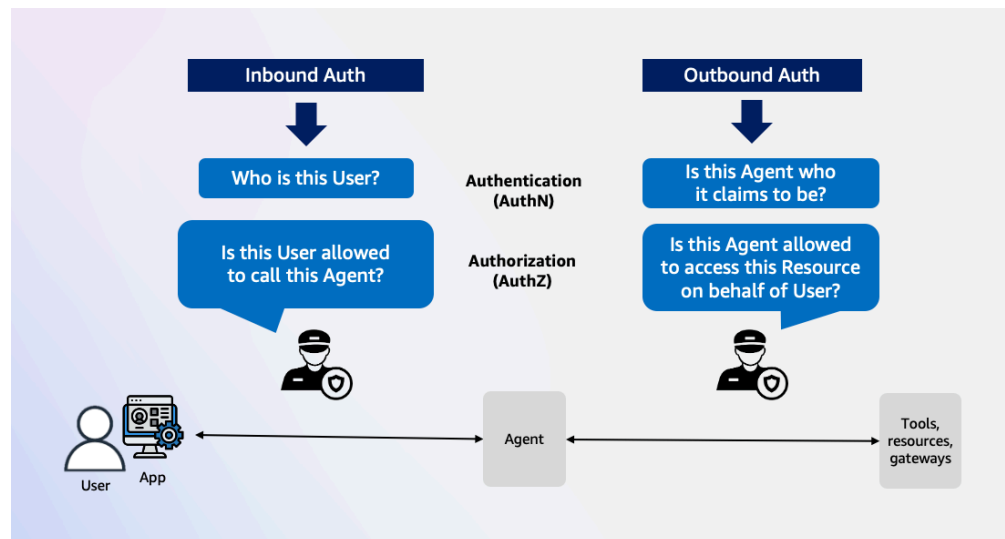 Inbound Auth
Outbound Auth
Who is this User?
Authentication
(AuthN)
Is this Agent who
it claims to be?
Is this User allowed
to call this Agent?
Authorization
(AuthZ)
Is this Agent allowed
to access this Resource
on behalf of User?
User
App
Agent
Tools,
resources,
gateways